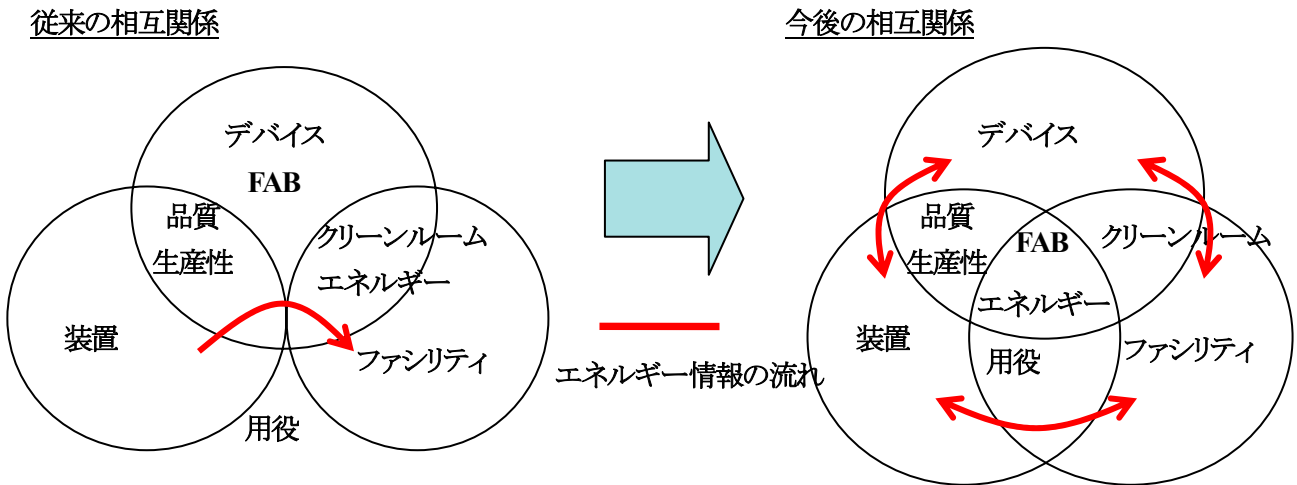 従来の相互関係
デバイス
FAB
品質
生産性
クリーンルーム
エネルギー
装置
ファシリティ
用役
エネルギー情報の流れ
今後の相互関係
デバイス
品質
生産性
FAB
クリーンルーム
エネルギー
装置
用役
ファシリティ